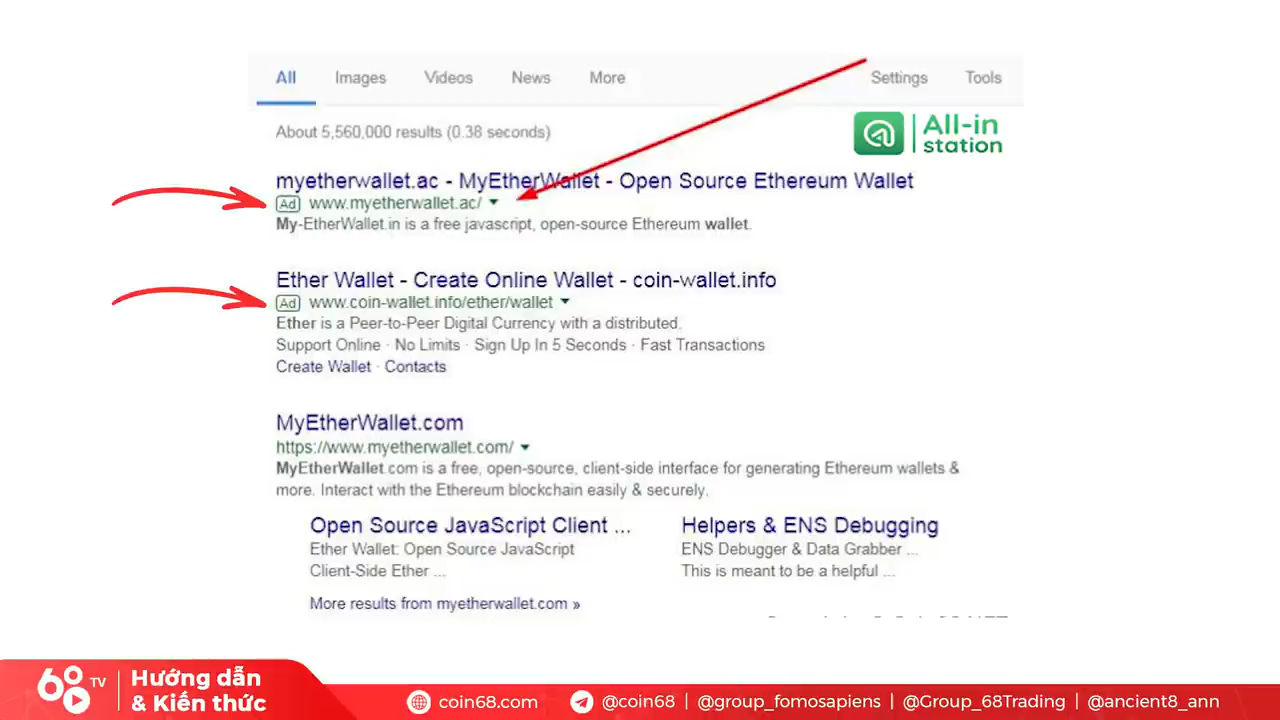 All Images Videos News More Settings Tools
About 5,560,000 results (0.38 seconds)
All-in
station
myetherwallet.ac - MyEtherWallet - Open Source Ethereum Wallet
Ad www.myetherwallet.ac/
My-EtherWallet.in is a free javascript, open-source Ethereum wallet.
Ether Wallet - Create Online Wallet - coin-wallet.info
Ad www.coin-wallet.info/ether/wallet
Ether is a Peer-to-Peer Digital Currency with a distributed.
Support Online · No Limits · Sign Up In 5 Seconds · Fast Transactions
Create Wallet · Contacts
MyEtherWallet.com
https://www.myetherwallet.com/
MyEtherWallet.com is a free, open-source, client-side interface for generating Ethereum wallets &
more. Interact with the Ethereum blockchain easily & securely.
Open Source JavaScript Client ...
Ether Wallet: Open Source JavaScript
Client-Side Ether ...
Helpers & ENS Debugging
ENS Debugger & Data Grabber ...
This is meant to be a helpful ...
More results from myetherwallet.com »
68 TV
Hướng dẫn
& Kiến thức
coin68.com @coin68 | @group_fomosapiens | @Group_68Trading | @ancient8_ann